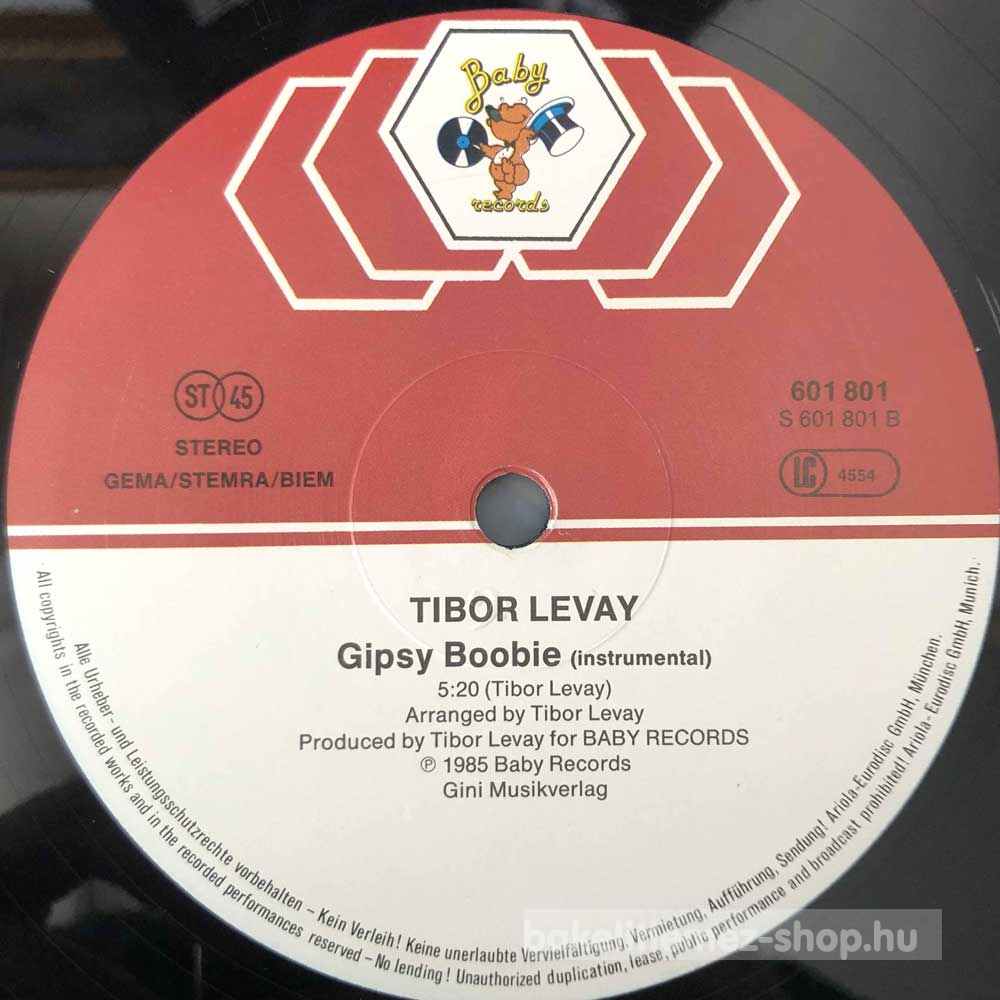 Baby
records
ST 45
STEREO
GEMA/STEMRA/BIEM
601 801
S 601 801 B
LC 4554
TIBOR LEVAY
Gipsy Boobie (instrumental)
5:20 (Tibor Levay)
Arranged by Tibor Levay
Produced by Tibor Levay for BABY RECORDS
℗ 1985 Baby Records
Gini Musikverlag
Alle Urheber- und Leistungsschutzrechte vorbehalten – Kein Verleih! Keine unerlaubte Vervielfältigung, Vermietung, Aufführung, Sendung! Ariola-Eurodisc GmbH, München.
· All copyrights in the recorded works and in the recorded performances reserved – No lending! Unauthorized duplication, lease, public performance and broadcast prohibited! Ariola-Eurodisc GmbH, Munich. ·
-shop.hu